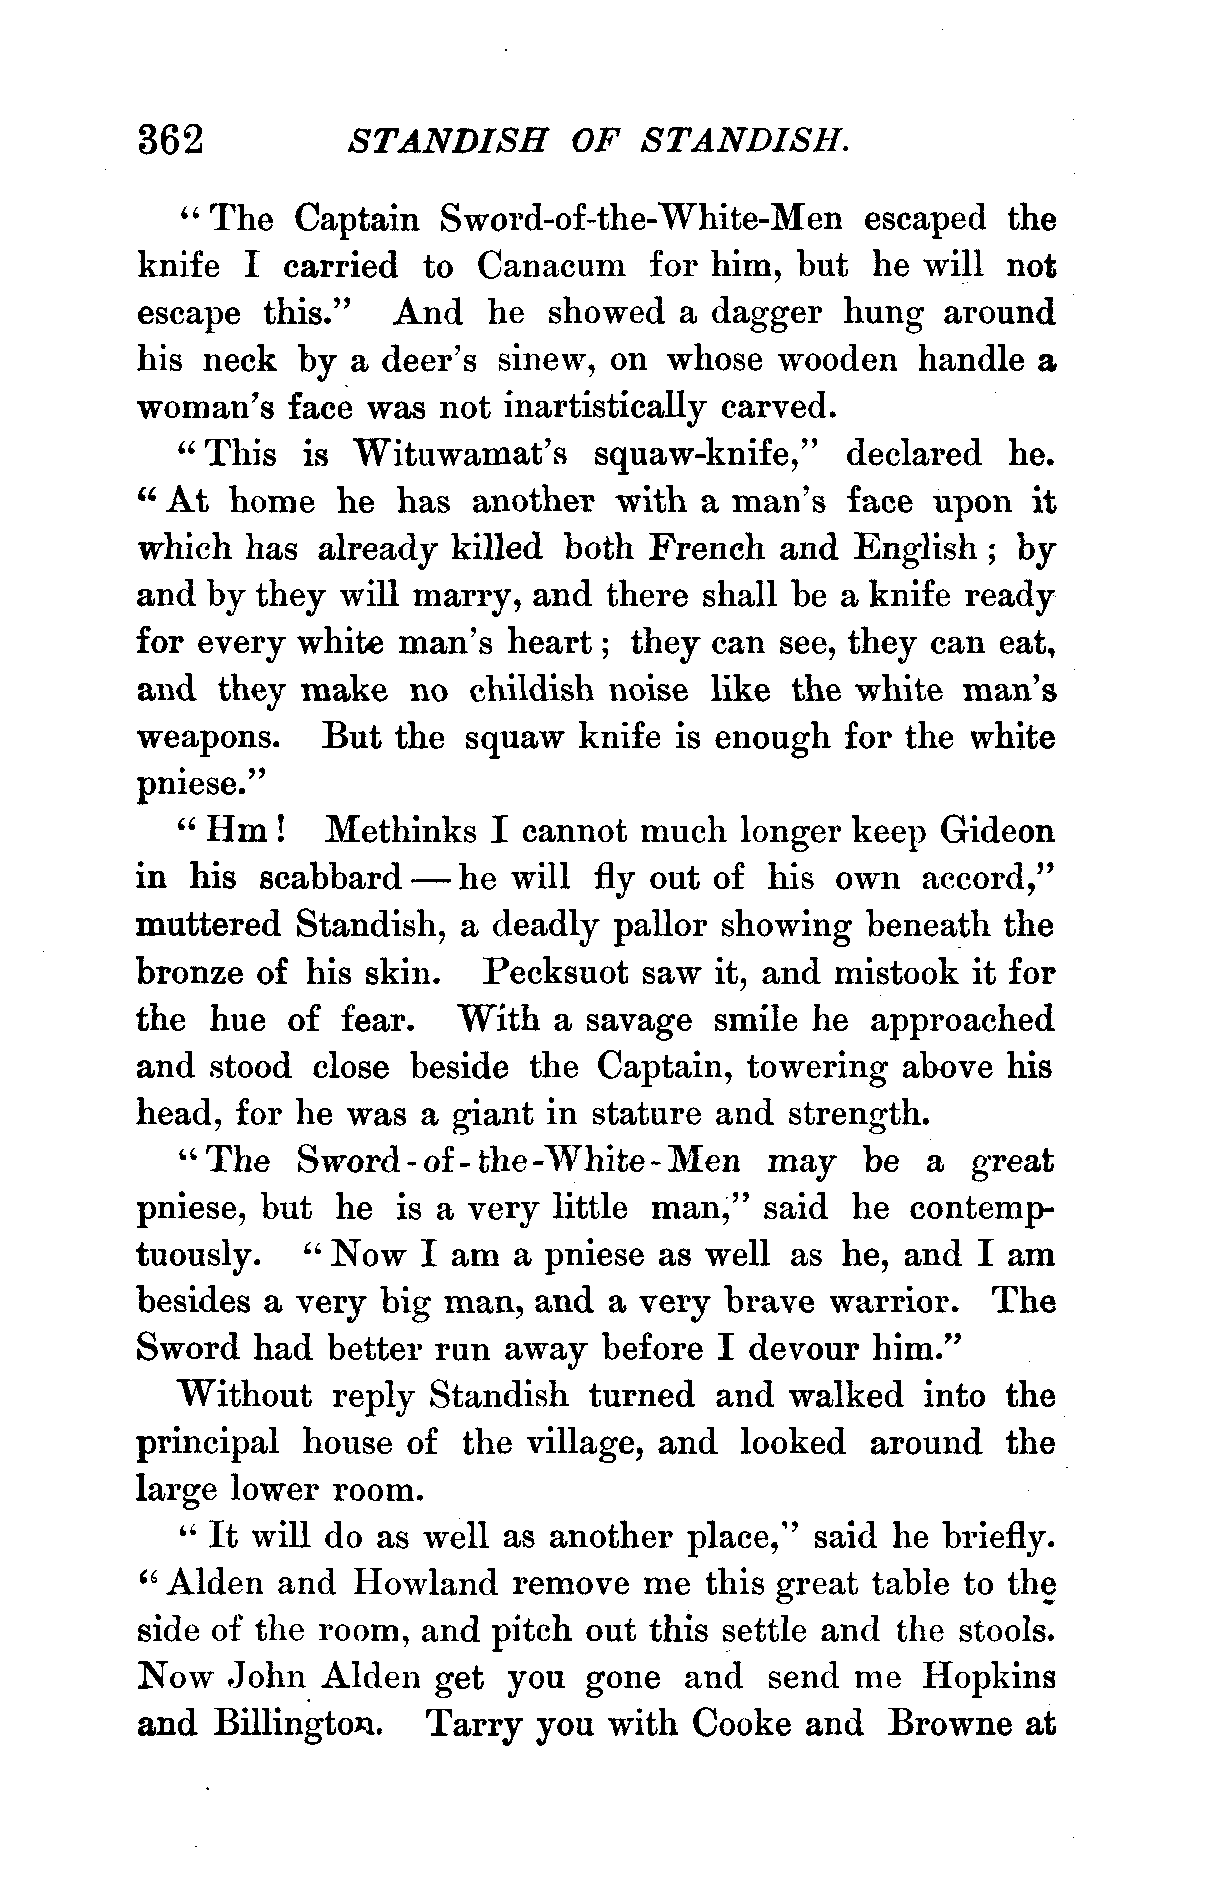 362 STANDISH OF STANDISH.
“ The Captain Sword-of-the-White-Men escaped the
knife I carried to Canacum for him, but he will not
escape this.” And he showed a dagger hung around
his neck by a deer’s sinew, on whose wooden handle a
woman’s face was not inartistically carved.
“ This is Wituwamat’s squaw-knife,” declared he.
“ At home he has another with a man’s face upon it
which has already killed both French and English ; by
and by they will marry, and there shall be a knife ready
for every white man’s heart ; they can see, they can eat,
and they make no childish noise like the white man’s
weapons. But the squaw knife is enough for the white
pniese.”
“ Hm ! Methinks I cannot much longer keep Gideon
in his scabbard — he will fly out of his own accord,”
muttered Standish, a deadly pallor showing beneath the
bronze of his skin. Pecksuot saw it, and mistook it for
the hue of fear. With a savage smile he approached
and stood close beside the Captain, towering above his
head, for he was a giant in stature and strength.
“ The Sword-of-the-White-Men may be a great
pniese, but he is a very little man,” said he contemp-
tuously. “ Now I am a pniese as well as he, and I am
besides a very big man, and a very brave warrior. The
Sword had better run away before I devour him.”
Without reply Standish turned and walked into the
principal house of the village, and looked around the
large lower room.
“ It will do as well as another place,” said he briefly.
“ Alden and Howland remove me this great table to the
side of the room, and pitch out this settle and the stools.
Now John Alden get you gone and send me Hopkins
and Billington. Tarry you with Cooke and Browne at